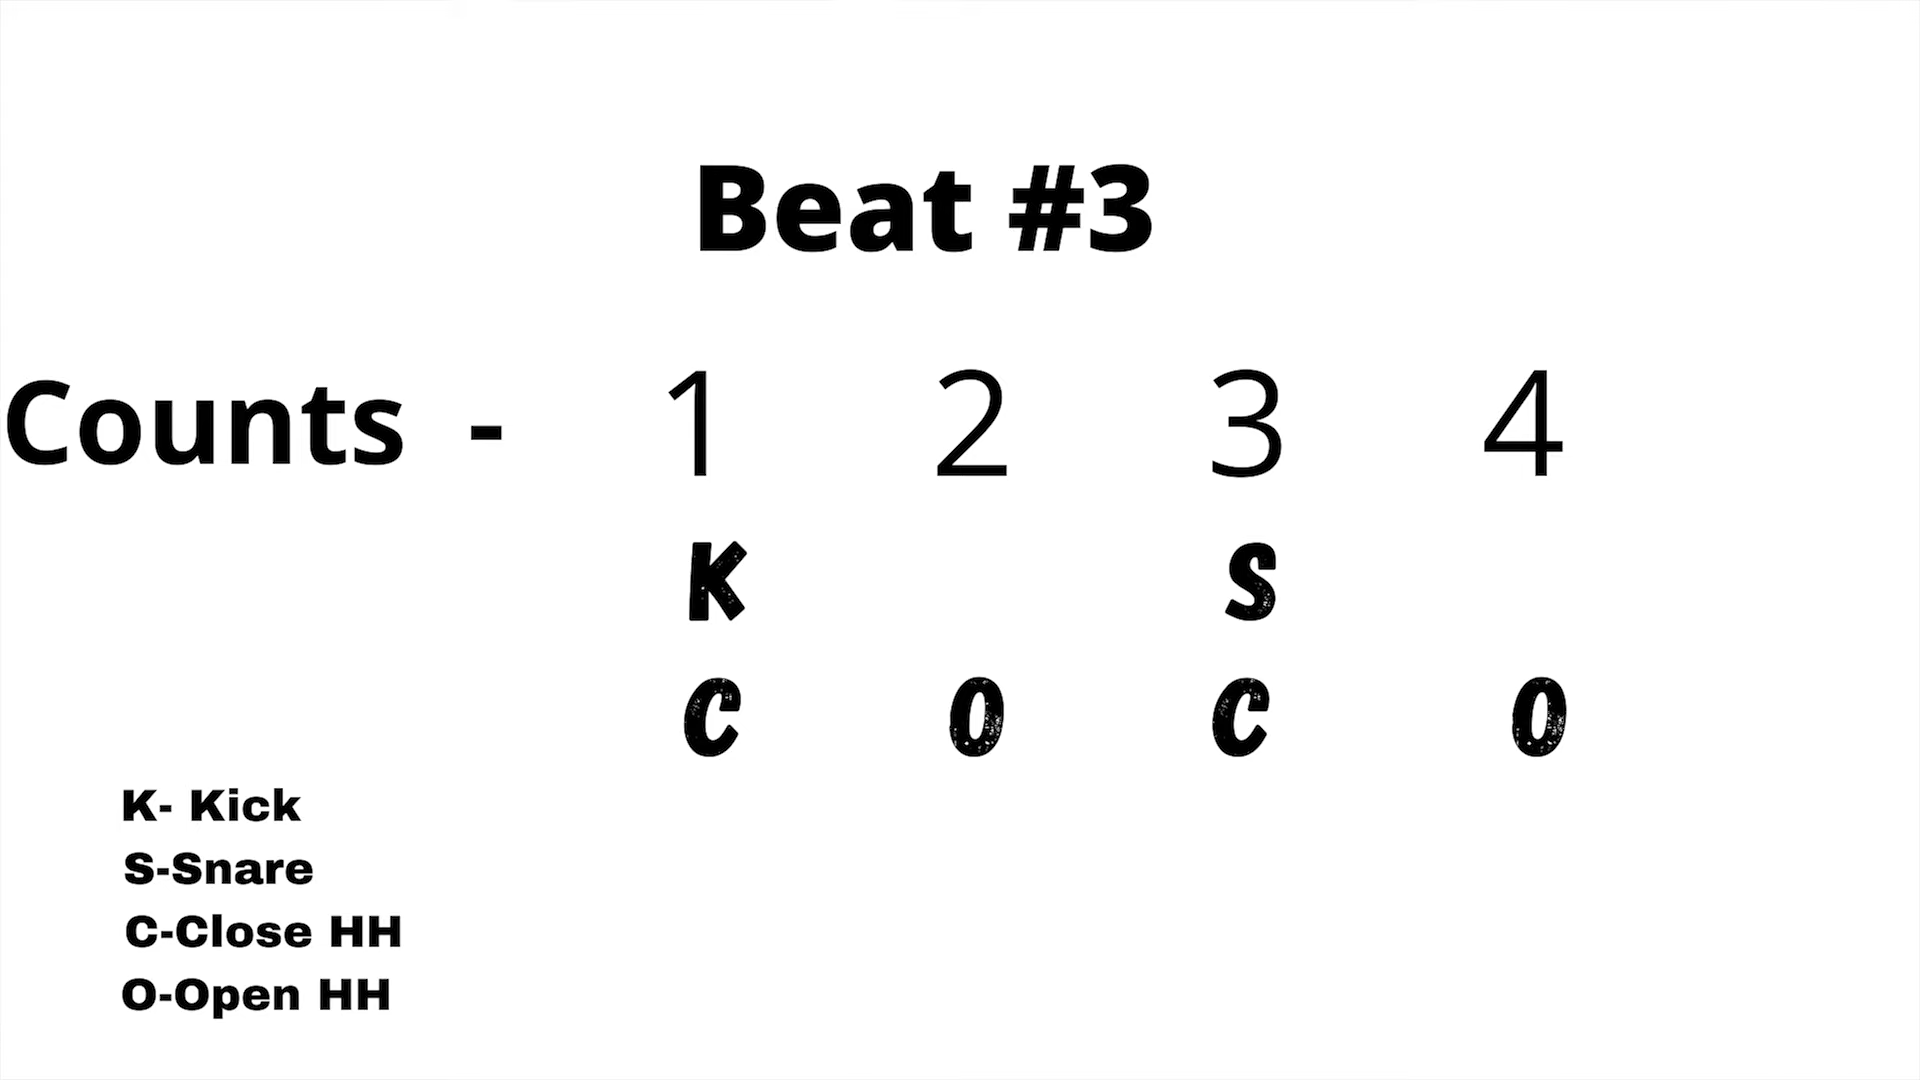 Beat #3
Counts - 1 2 3 4
K S
C O C O
K- Kick
S-Snare
C-Close HH
O-Open HH